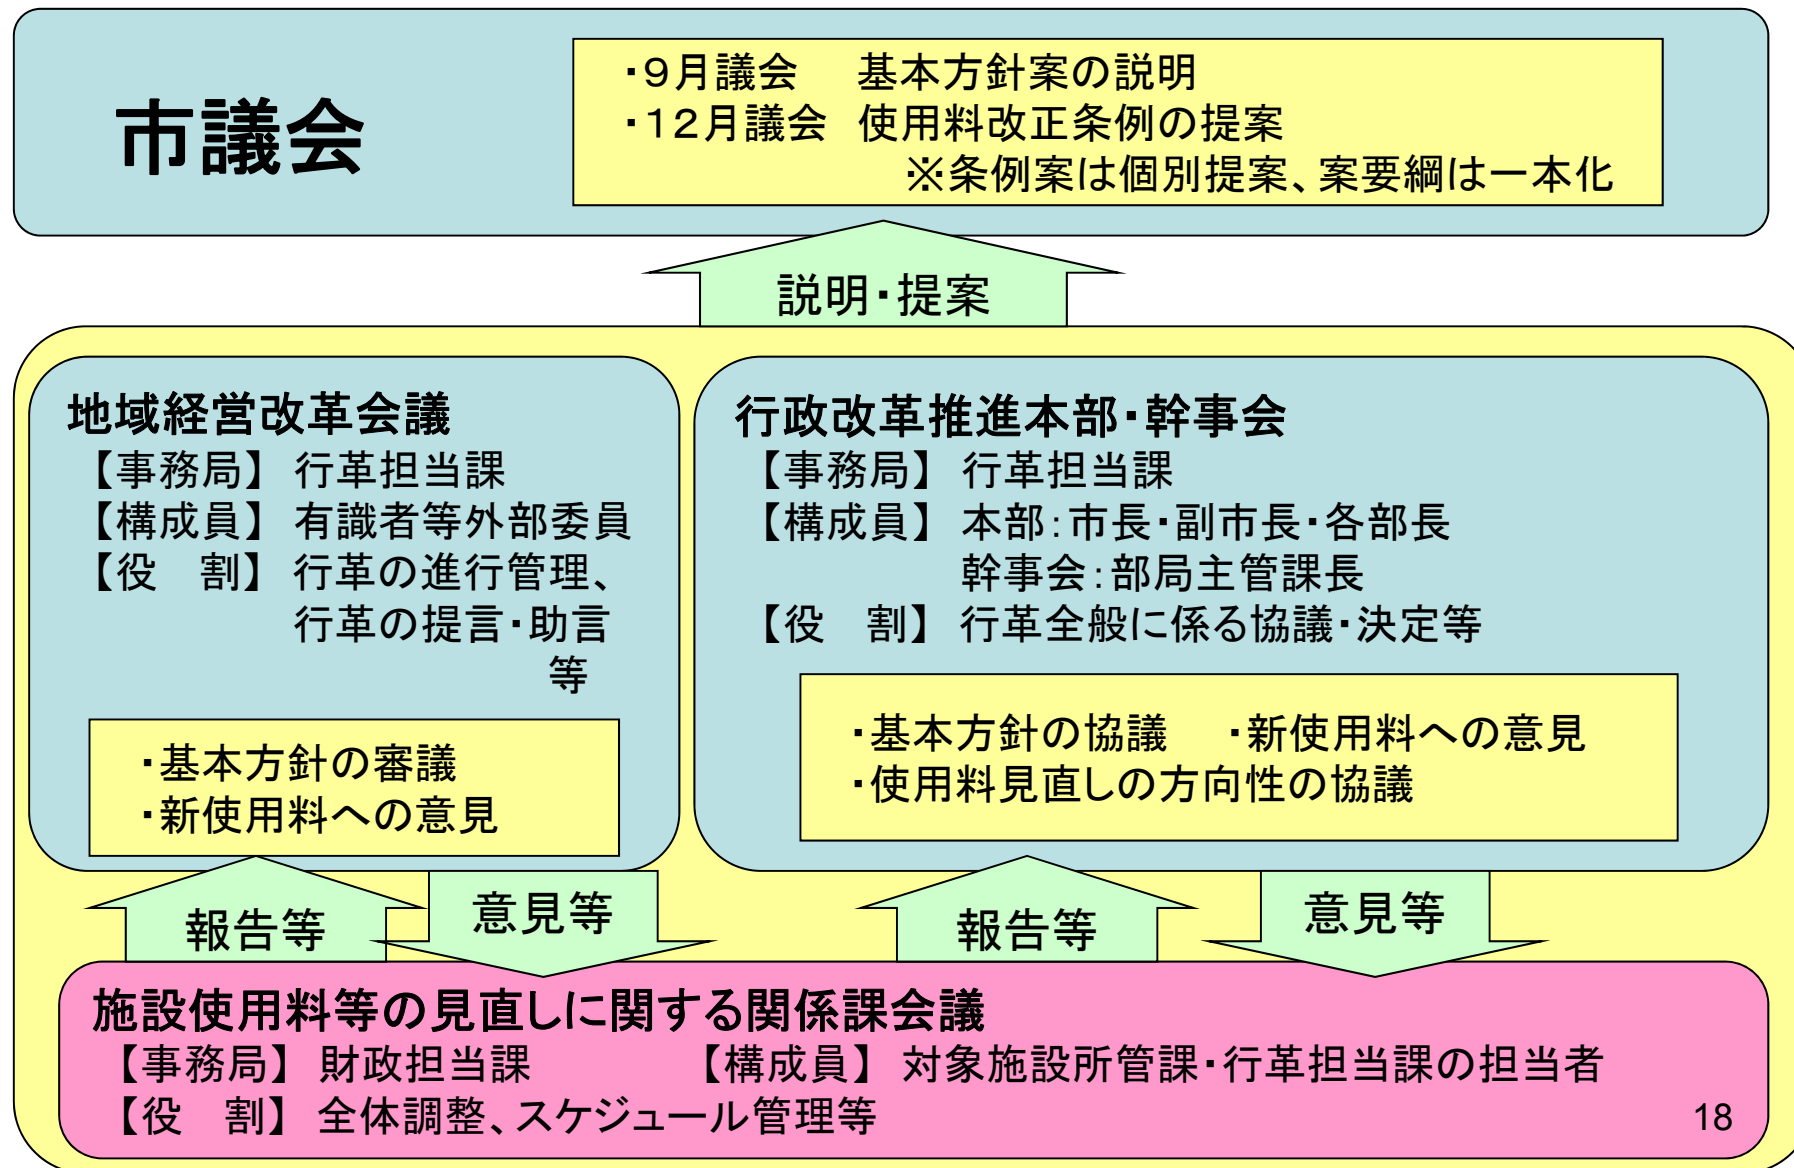 市議会
・９月議会　基本方針案の説明
・１２月議会　使用料改正条例の提案
※条例案は個別提案、案要綱は一本化
説明・提案
地域経営改革会議
【事務局】 行革担当課
【構成員】 有識者等外部委員
【役　割】 行革の進行管理、
行革の提言・助言
等
・基本方針の審議
・新使用料への意見
行政改革推進本部・幹事会
【事務局】 行革担当課
【構成員】 本部：市長・副市長・各部長
幹事会：部局主管課長
【役　割】 行革全般に係る協議・決定等
・基本方針の協議　・新使用料への意見
・使用料見直しの方向性の協議
報告等
意見等
報告等
意見等
施設使用料等の見直しに関する関係課会議
【事務局】 財政担当課　【構成員】 対象施設所管課・行革担当課の担当者
【役　割】 全体調整、スケジュール管理等
18